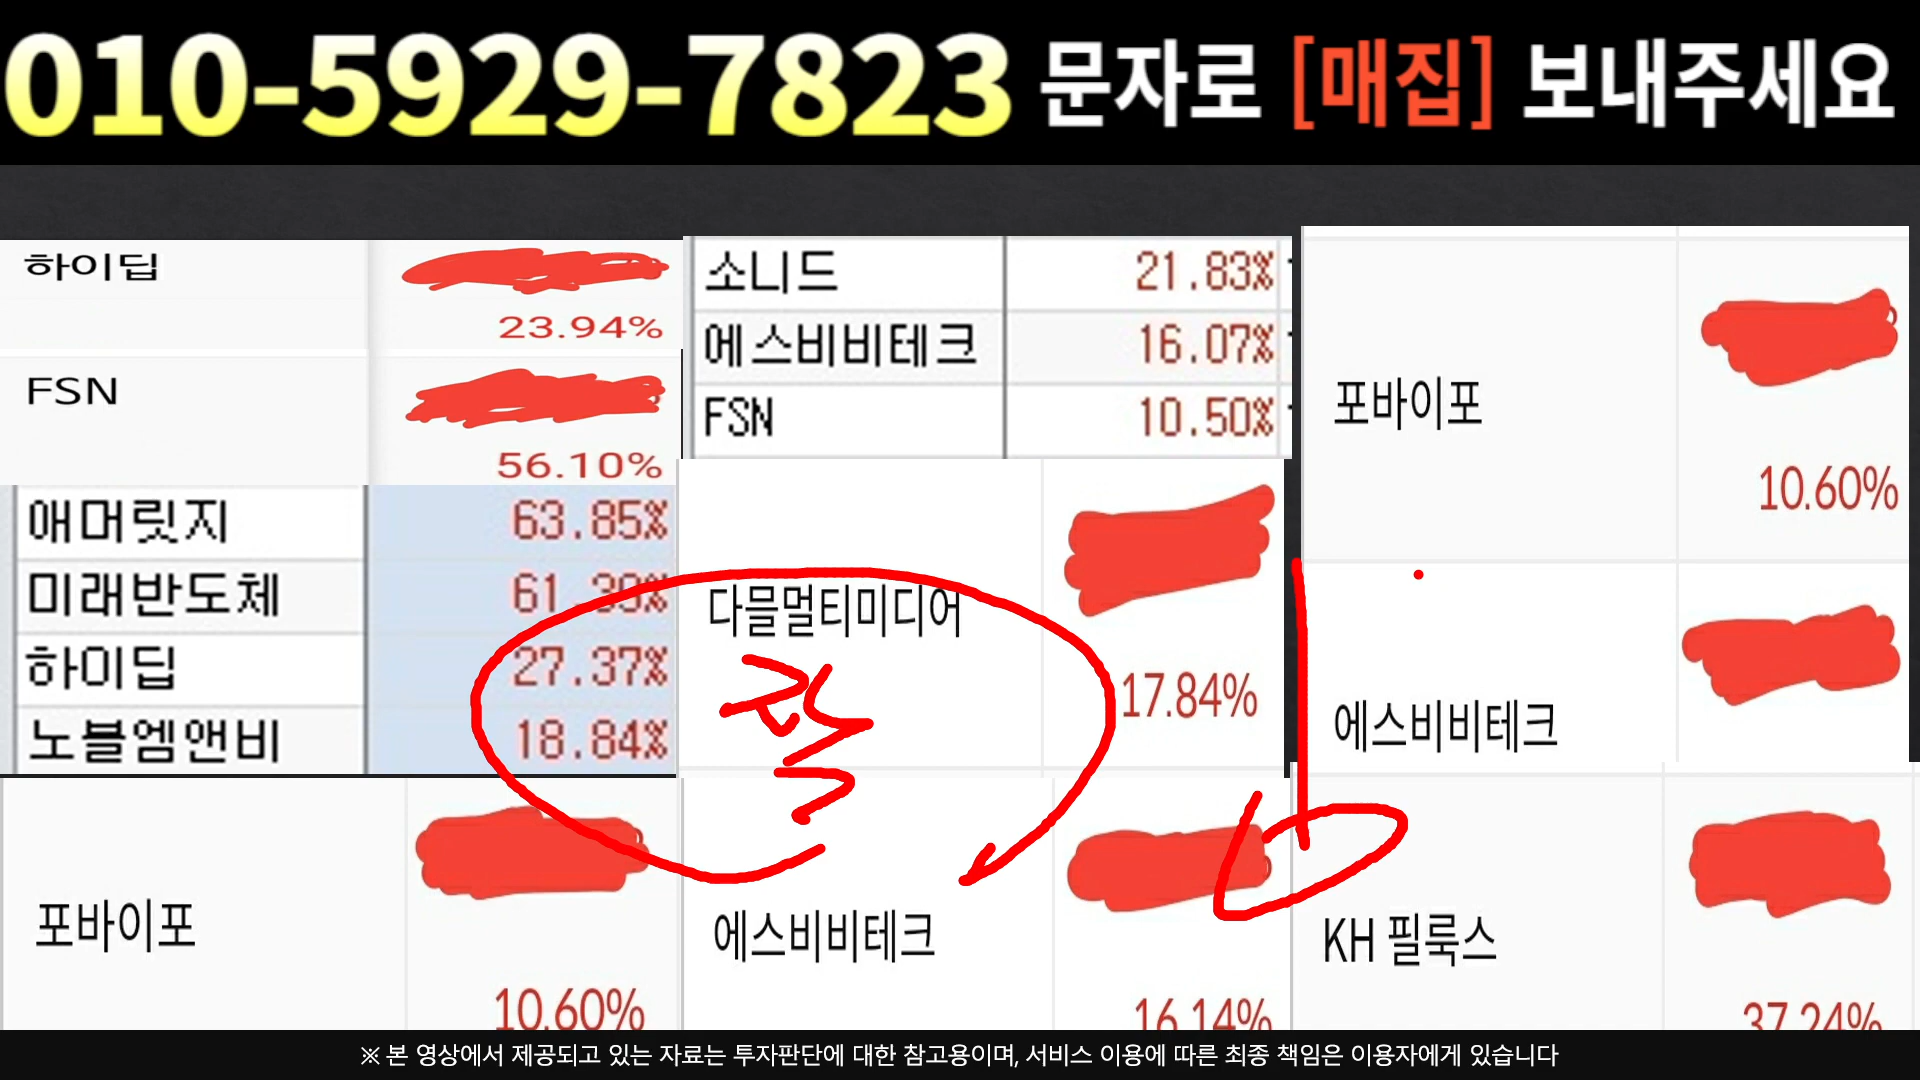 010-5929-7823 문자로 [매집] 보내주세요
하이딥
23.94%
FSN
56.10%
애머릿지 63.85%
미래반도체 61.39%
하이딥 27.37%
노블엠앤비 18.84%
소니드 21.83%
에스비비테크 16.07%
FSN 10.50%
포바이포
10.60%
다믈멀티미디어
17.84%
에스비비테크
포바이포
10.60%
에스비비테크
16.14%
KH 필룩스
37.24%
※ 본 영상에서 제공되고 있는 자료는 투자판단에 대한 참고용이며, 서비스 이용에 따른 최종 책임은 이용자에게 있습니다